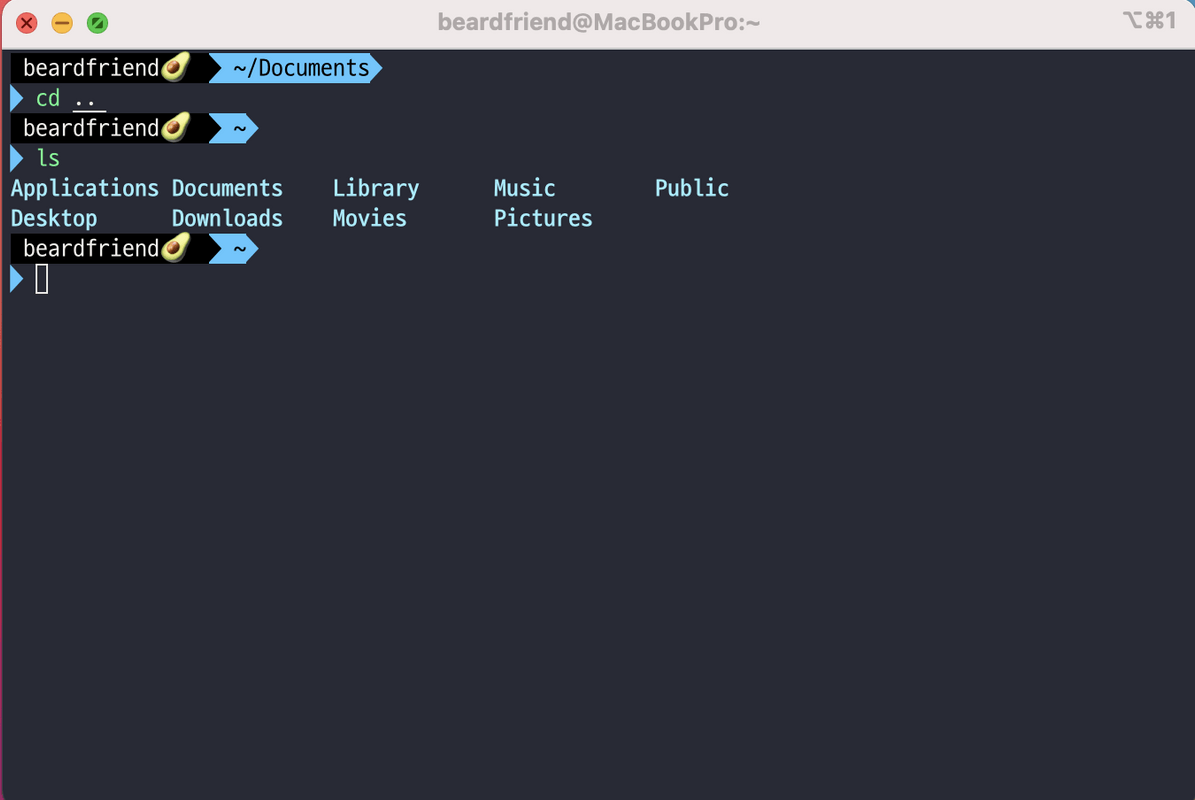 beardfriend@MacBookPro:~ ⌥⌘1
beardfriend🥑 ~/Documents
cd ..
beardfriend🥑 ~
ls
Applications Documents Library Music Public
Desktop Downloads Movies Pictures
beardfriend🥑 ~